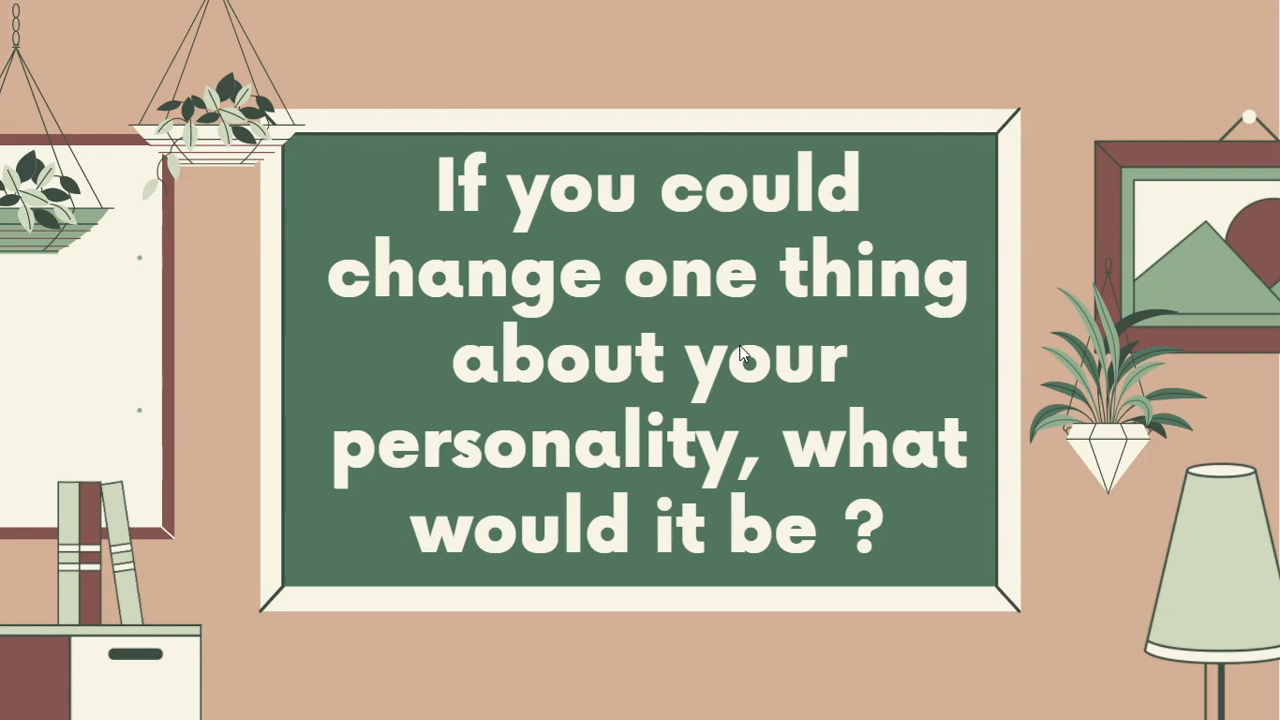 If you could
change one thing
about your
personality, what
would it be ?